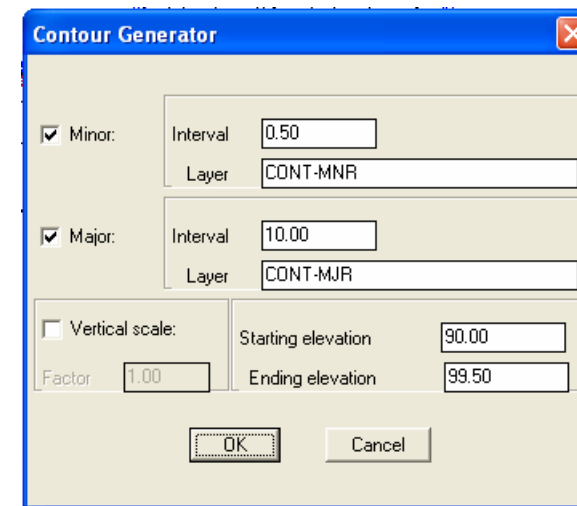 Contour Generator
Minor: Interval 0.50
Layer CONT-MNR
Major: Interval 10.00
Layer CONT-MJR
Vertical scale: Starting elevation 90.00
Factor 1.00 Ending elevation 99.50
OK Cancel